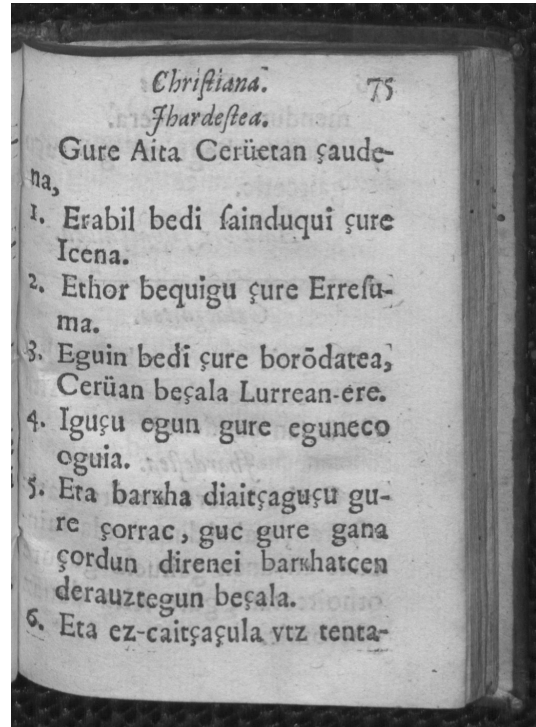 Chriſtiana. 75
Jhardeſtea.
Gure Aita Cerüetan çaude-
na,
1. Erabil bedi ſainduqui çure
Icena.
2. Ethor bequigu çure Erreſu-
ma.
3. Eguin bedi çure borōdatea,
Cerüan beçala Lurrean-ere.
4. Iguçu egun gure eguneco
oguia.
5. Eta barkha diaitçaguçu gu-
re çorrac, guc gure gana
çordun direnei barkhatcen
derauztegun beçala.
6. Eta ez-caitçaçula vtz tenta-